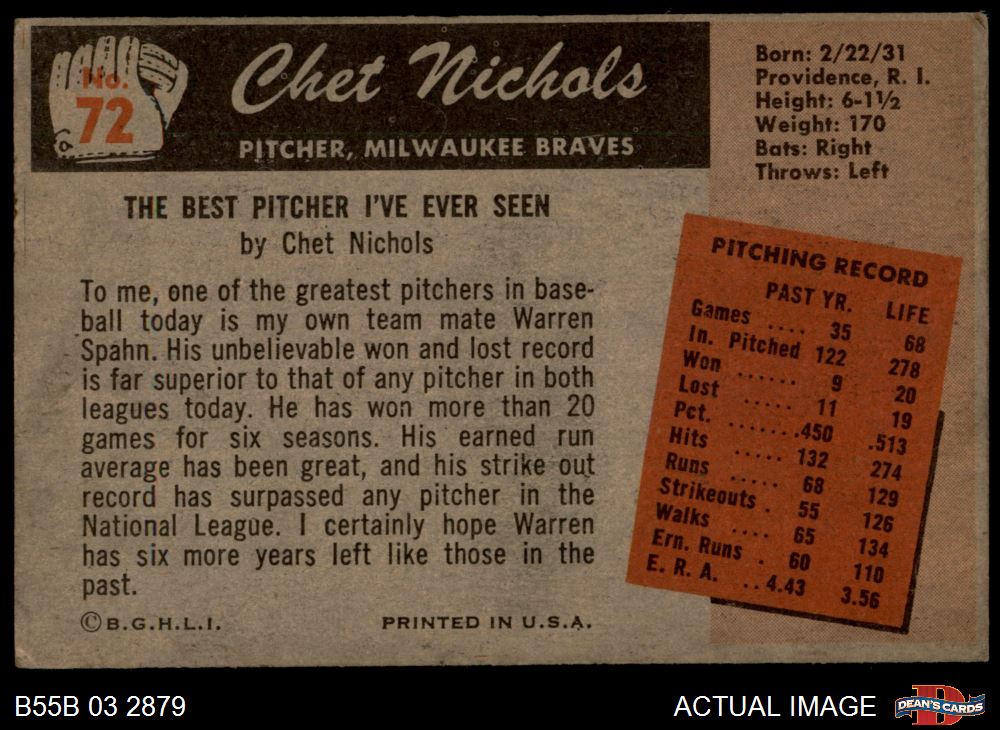 No.
72
Chet Nichols
PITCHER, MILWAUKEE BRAVES
Born: 2/22/31
Providence, R. I.
Height: 6-1½
Weight: 170
Bats: Right
Throws: Left
THE BEST PITCHER I'VE EVER SEEN
by Chet Nichols
To me, one of the greatest pitchers in base-
ball today is my own team mate Warren
Spahn. His unbelievable won and lost record
is far superior to that of any pitcher in both
leagues today. He has won more than 20
games for six seasons. His earned run
average has been great, and his strike out
record has surpassed any pitcher in the
National League. I certainly hope Warren
has six more years left like those in the
past.
©B.G.H.L.I. PRINTED IN U.S.A.
PITCHING RECORD
PAST YR. LIFE
Games .... 35 68
In. Pitched 122 278
Won ...... 9 20
Lost ..... 11 19
Pct. ....... .450 .513
Hits ..... 132 274
Runs ..... 68 129
Strikeouts . 55 126
Walks .... 65 134
Ern. Runs . 60 110
E. R. A. .. 4.43 3.56
B55B 03 2879
ACTUAL IMAGE
DEAN'S CARDS